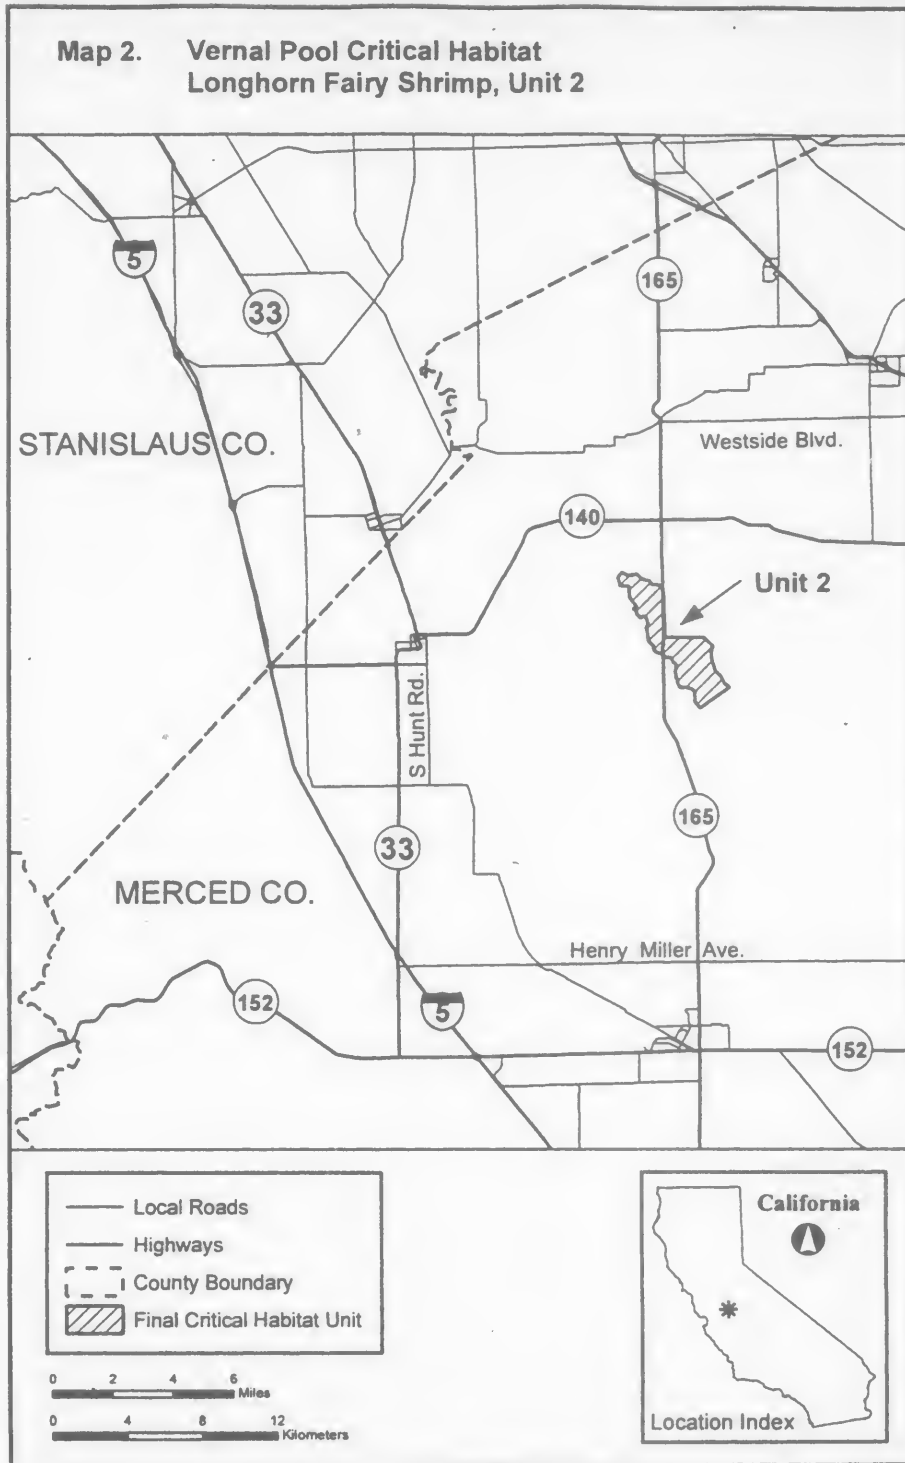 Map 2. Vernal Pool Critical Habitat
Longhorn Fairy Shrimp, Unit 2
5
33
165
STANISLAUS CO.
Westside Blvd.
140
Unit 2
S Hunt Rd.
165
33
MERCED CO.
Henry Miller Ave.
152
5
152
Local Roads
Highways
County Boundary
Final Critical Habitat Unit
0 2 4 6
Miles
0 4 8 12
Kilometers
California
Location Index